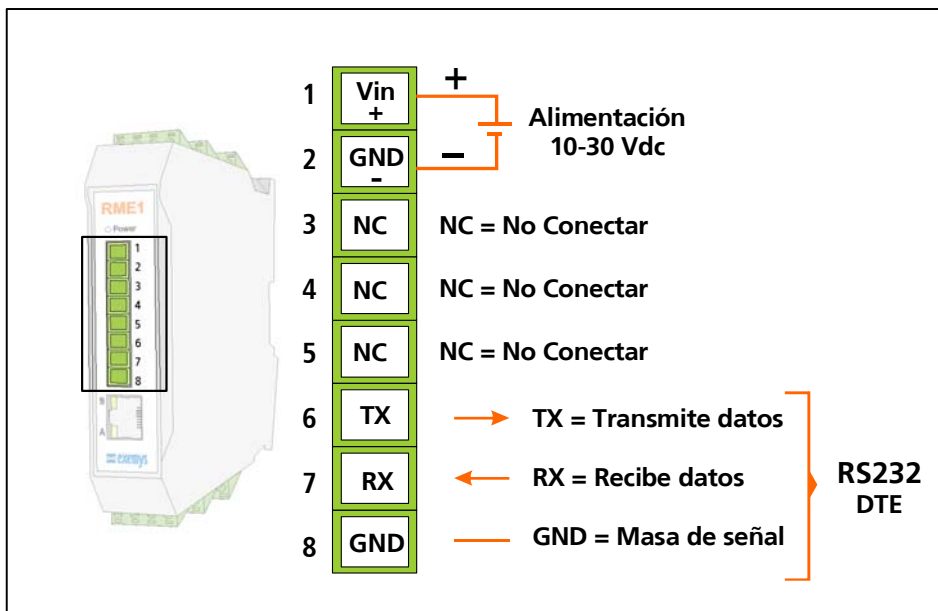 1 Vin + +
Alimentación
10-30 Vdc
2 GND - –
3 NC NC = No Conectar
4 NC NC = No Conectar
5 NC NC = No Conectar
6 TX TX = Transmite datos
7 RX RX = Recibe datos
8 GND GND = Masa de señal
RS232
DTE
RME1
Power
1
2
3
4
5
6
7
8
B
A
exemys